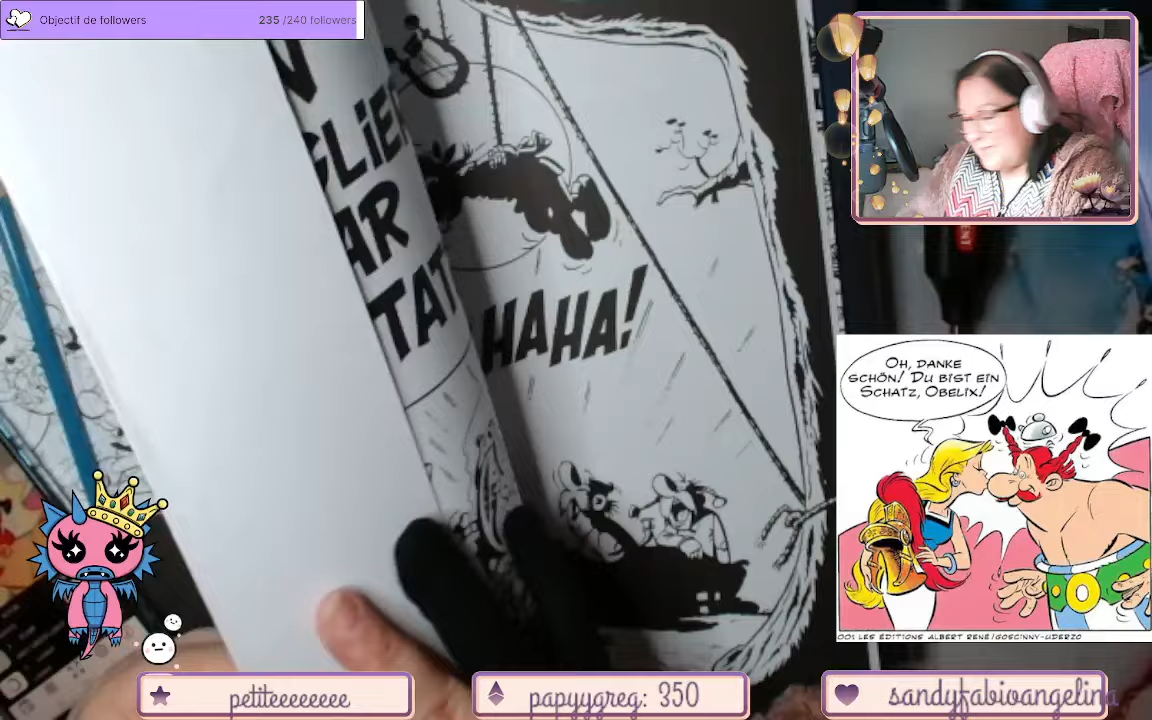 Objectif de followers
235 /240 followers
HAHA!
OH, DANKE
SCHÖN! DU BIST EIN
SCHATZ, OBELIX!
LES ÉDITIONS ALBERT RENÉ/GOSCINNY-UDERZO
petiteeeeeeee
papyygreg: 350
sandyfabioangelina